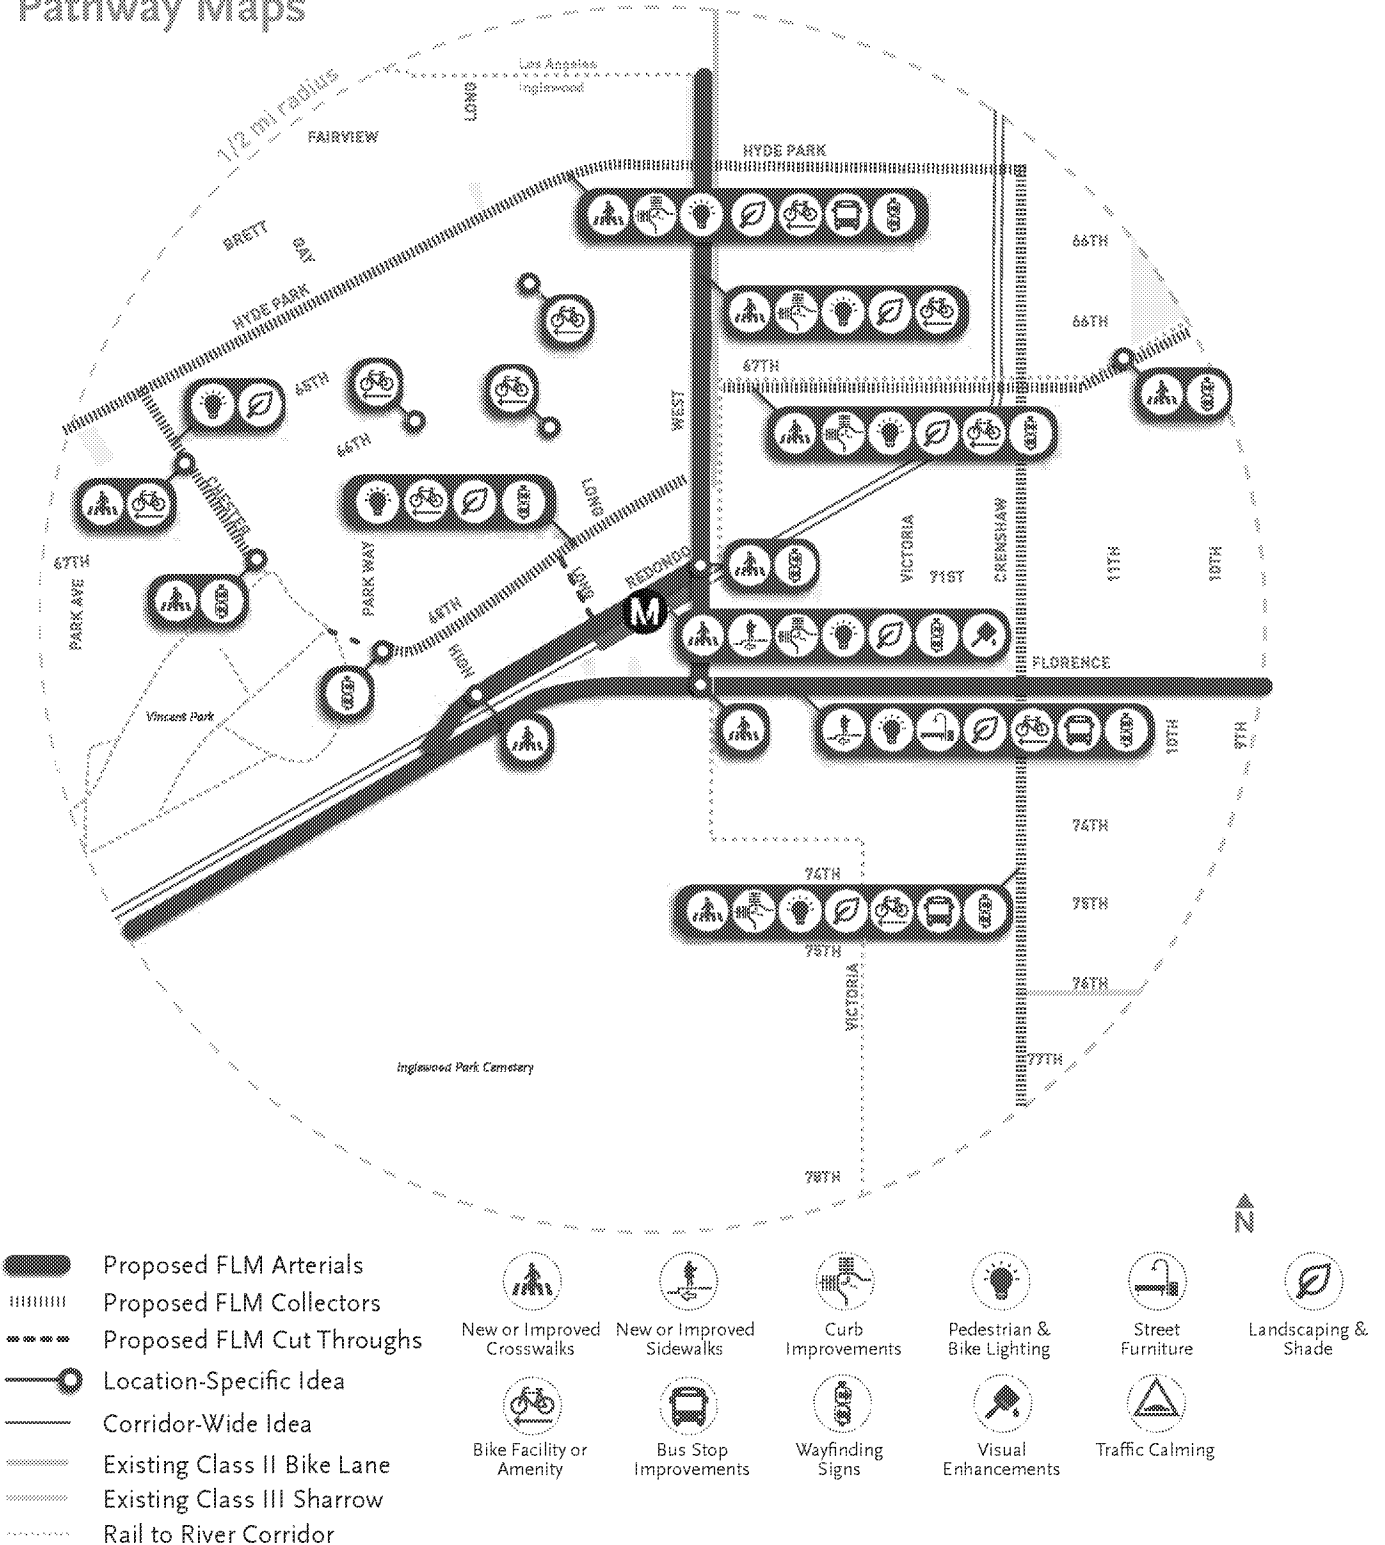 Pathway Maps
Los Angeles
Inglewood
1/2 mi radius
LONG
FAIRVIEW
HYDE PARK
BRETT
GAY
66TH
HYDE PARK
66TH
67TH
65TH
WEST
66TH
CHESTER
LONG
CRENSHAW
VICTORIA
67TH
PARK AVE
PARK WAY
REDONDO
71ST
11TH
10TH
LONG
68TH
M
HIGH
FLORENCE
Vincent Park
10TH
9TH
74TH
74TH
75TH
75TH
VICTORIA
76TH
77TH
Inglewood Park Cemetery
78TH
N
Proposed FLM Arterials
Proposed FLM Collectors
Proposed FLM Cut Throughs
Location-Specific Idea
Corridor-Wide Idea
Existing Class II Bike Lane
Existing Class III Sharrow
Rail to River Corridor
New or Improved
Crosswalks
New or Improved
Sidewalks
Curb
Improvements
Pedestrian &
Bike Lighting
Street
Furniture
Landscaping &
Shade
Bike Facility or
Amenity
Bus Stop
Improvements
Wayfinding
Signs
Visual
Enhancements
Traffic Calming